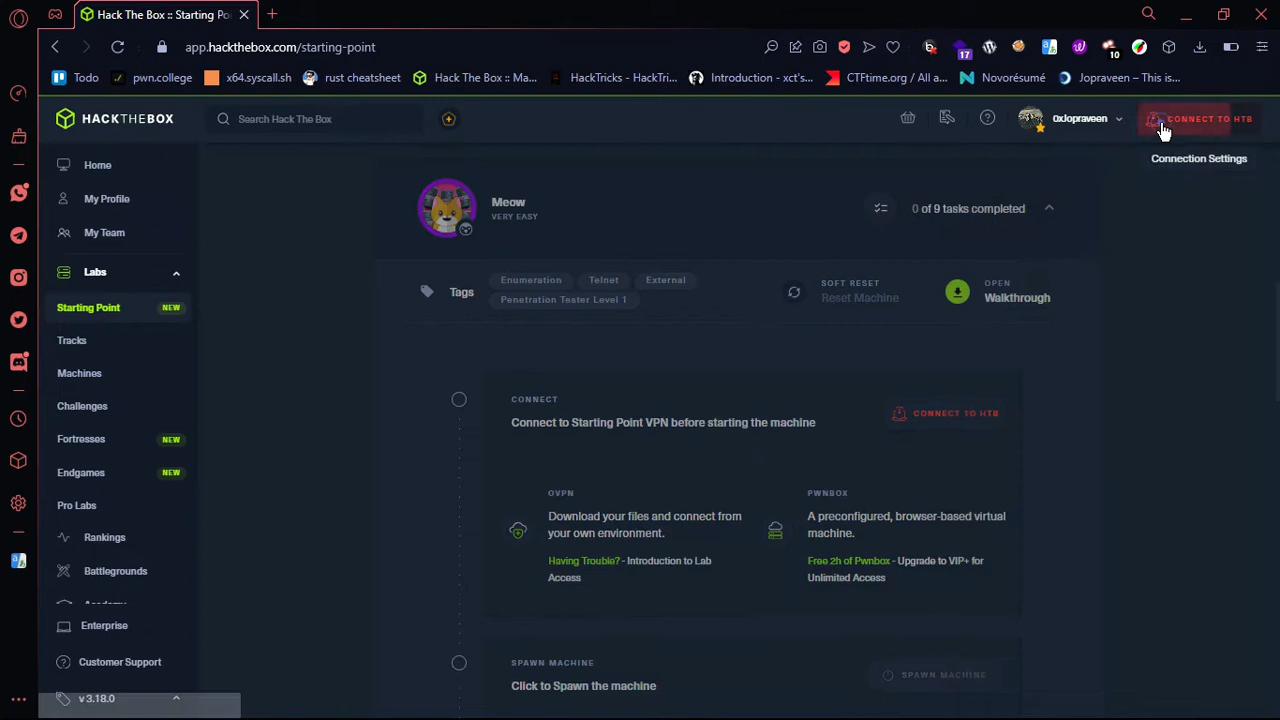 Hack The Box :: Starting Po
app.hackthebox.com/starting-point
17
10
Todo
pwn.college
x64.syscall.sh
rust cheatsheet
Hack The Box :: Ma...
HackTricks - HackTri...
Introduction - xct's...
CTFtime.org / All a...
Novorésumé
Jopraveen – This is...
HACKTHEBOX
Search Hack The Box
0xJopraveen
CONNECT TO HTB
Connection Settings
Home
My Profile
My Team
Labs
Starting Point NEW
Tracks
Machines
Challenges
Fortresses NEW
Endgames NEW
Pro Labs
Rankings
Battlegrounds
Academy
Enterprise
Customer Support
v 3.18.0
Meow
VERY EASY
0 of 9 tasks completed
Tags
Enumeration
Telnet
External
Penetration Tester Level 1
SOFT RESET
Reset Machine
OPEN
Walkthrough
CONNECT
Connect to Starting Point VPN before starting the machine
CONNECT TO HTB
OVPN
Download your files and connect from
your own environment.
Having Trouble? - Introduction to Lab
Access
PWNBOX
A preconfigured, browser-based virtual
machine.
Free 2h of Pwnbox - Upgrade to VIP+ for
Unlimited Access
SPAWN MACHINE
Click to Spawn the machine
SPAWN MACHINE